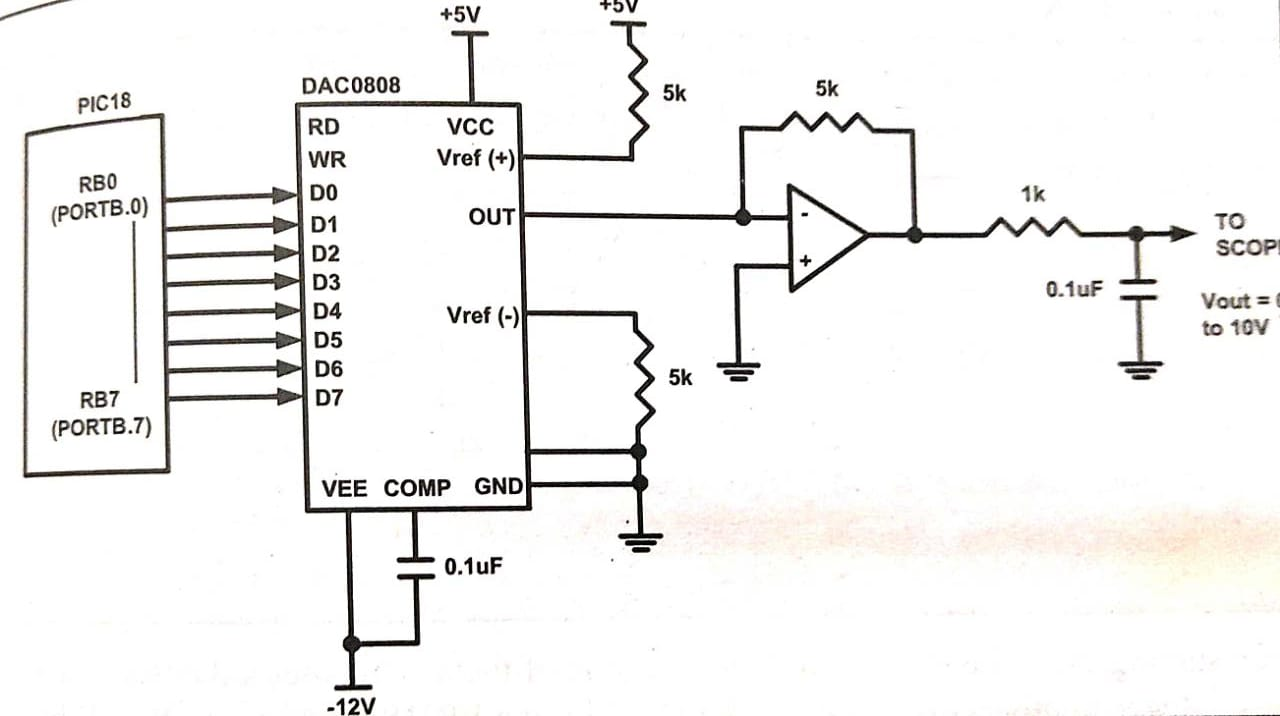 +5V
+5V
DAC0808
PIC18
5k
5k
RD
VCC
WR
Vref (+)
RB0
(PORTB.0)
D0
D1
OUT
D2
D3
D4
Vref (-)
D5
D6
D7
RB7
(PORTB.7)
5k
-
+
1k
TO
0.1uF
Vout =
to 10V
VEE COMP GND
0.1uF
-12V